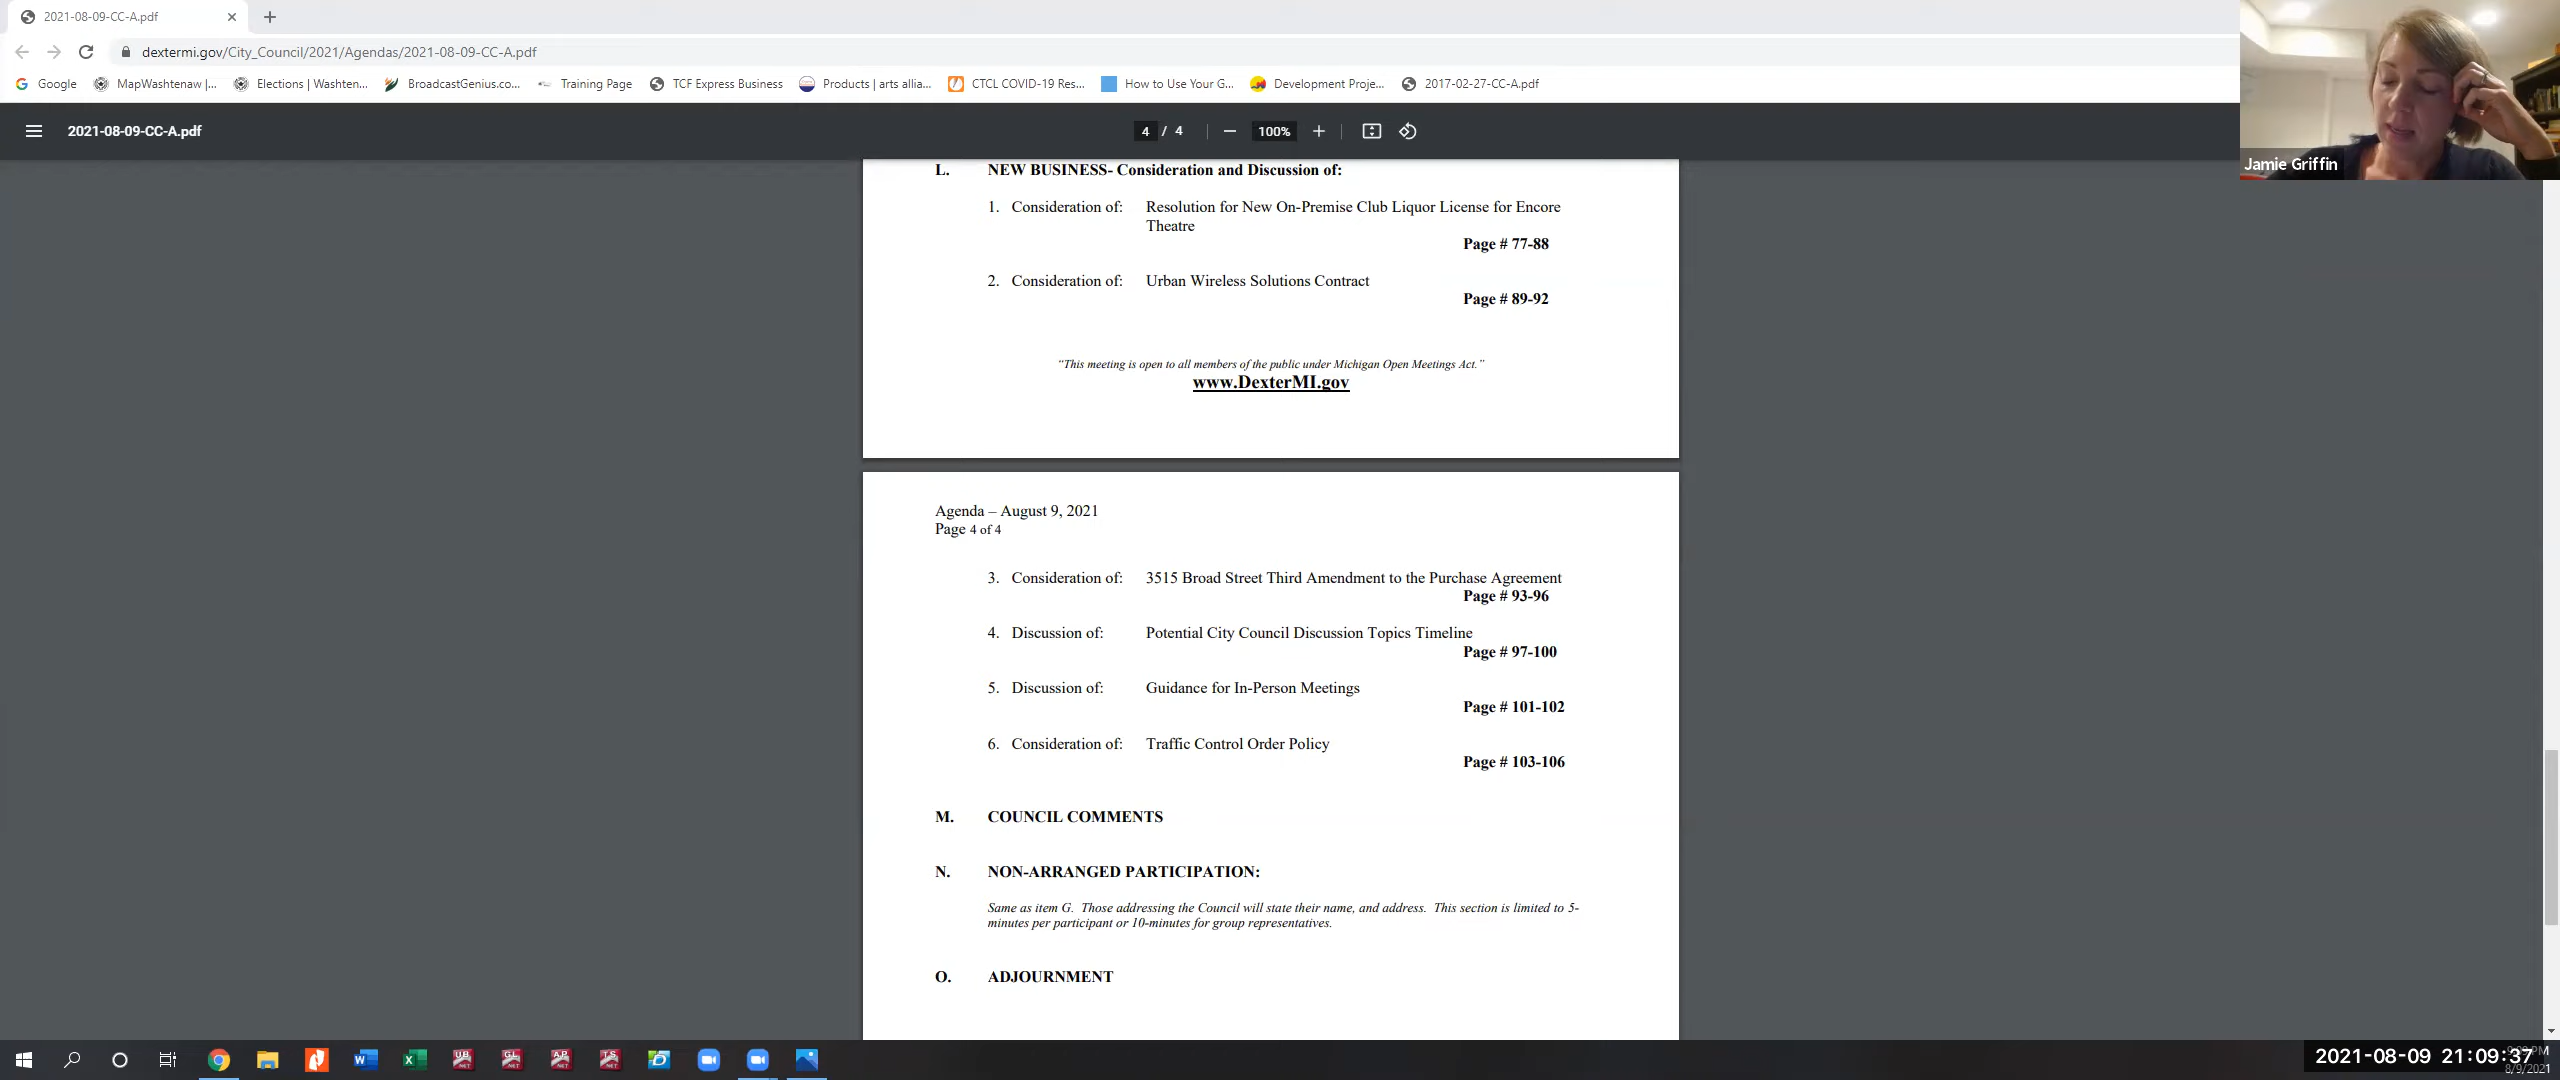 2021-08-09-CC-A.pdf
dextermi.gov/City_Council/2021/Agendas/2021-08-09-CC-A.pdf
Google MapWashtenaw |... Elections | Washten... BroadcastGenius.co... Training Page TCF Express Business Products | arts allia... CTCL COVID-19 Res... How to Use Your G... Development Proje... 2017-02-27-CC-A.pdf
2021-08-09-CC-A.pdf
4 / 4
100%
Jamie Griffin
L. NEW BUSINESS- Consideration and Discussion of:
1. Consideration of: Resolution for New On-Premise Club Liquor License for Encore
Theatre
Page # 77-88
2. Consideration of: Urban Wireless Solutions Contract
Page # 89-92
“This meeting is open to all members of the public under Michigan Open Meetings Act.”
www.DexterMI.gov
Agenda – August 9, 2021
Page 4 of 4
3. Consideration of: 3515 Broad Street Third Amendment to the Purchase Agreement
Page # 93-96
4. Discussion of: Potential City Council Discussion Topics Timeline
Page # 97-100
5. Discussion of: Guidance for In-Person Meetings
Page # 101-102
6. Consideration of: Traffic Control Order Policy
Page # 103-106
M. COUNCIL COMMENTS
N. NON-ARRANGED PARTICIPATION:
Same as item G. Those addressing the Council will state their name, and address. This section is limited to 5-
minutes per participant or 10-minutes for group representatives.
O. ADJOURNMENT
2021-08-09 21:09:37
8/9/2021